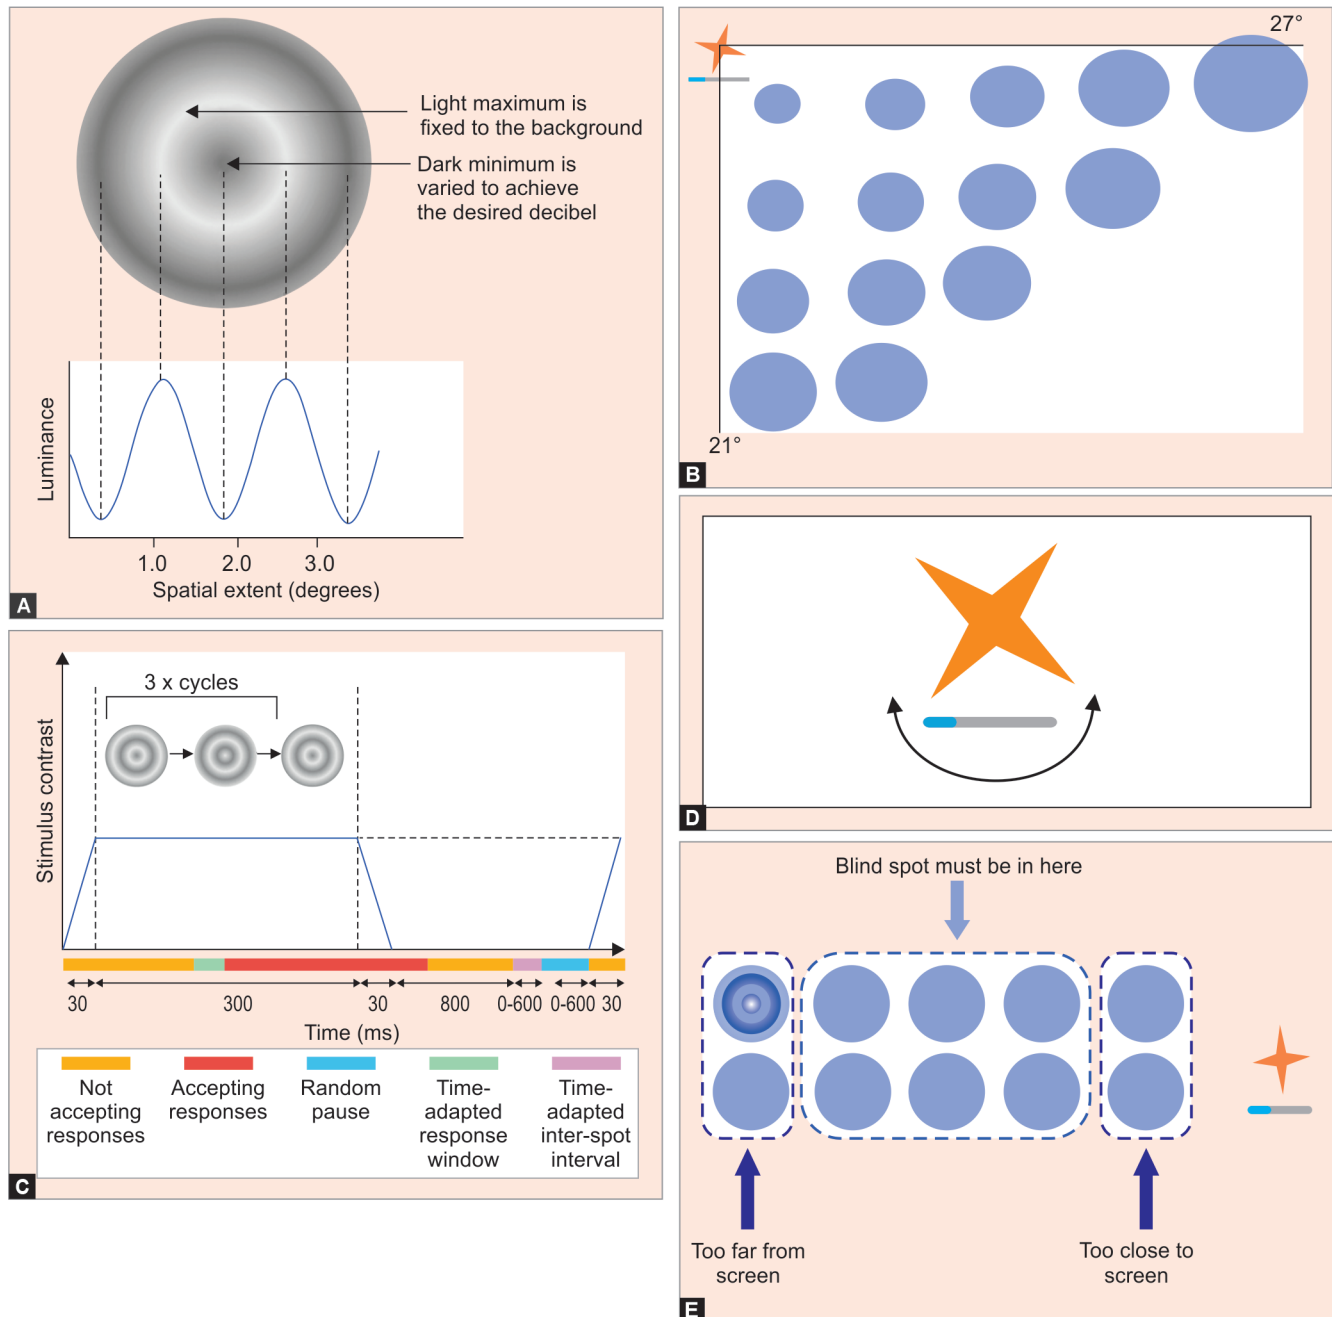 Light maximum is
fixed to the background
Dark minimum is
varied to achieve
the desired decibel
Luminance
1.0 2.0 3.0
Spatial extent (degrees)
A
27°
21°
B
3 x cycles
Stimulus contrast
30 300 30 800 0-600 0-600 30
Time (ms)
Not
accepting
responses
Accepting
responses
Random
pause
Time-
adapted
response
window
Time-
adapted
inter-spot
interval
C
D
Blind spot must be in here
Too far from
screen
Too close to
screen
E